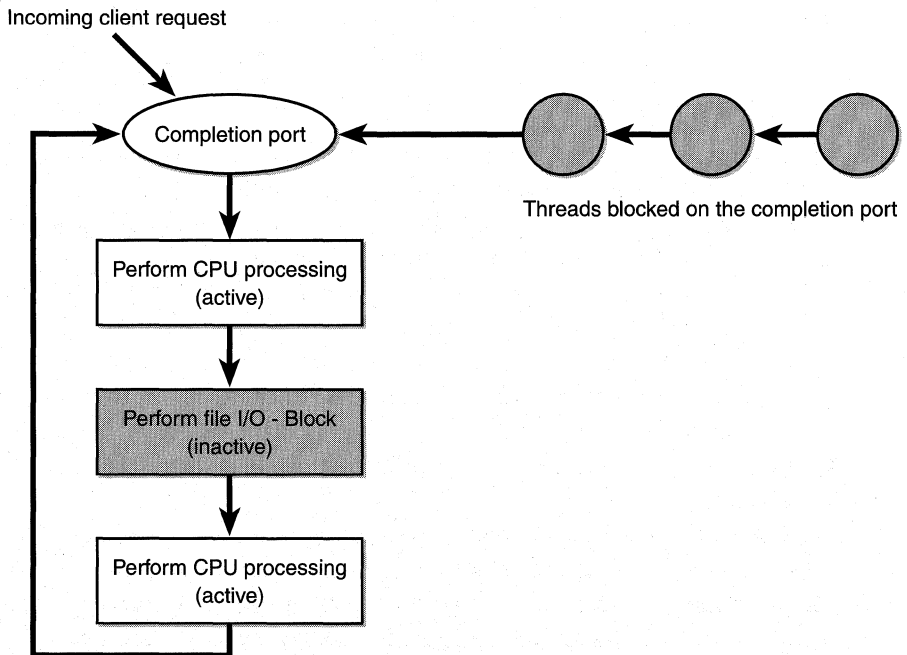 Incoming client request
Completion port
Threads blocked on the completion port
Perform CPU processing
(active)
Perform file I/O - Block
(inactive)
Perform CPU processing
(active)